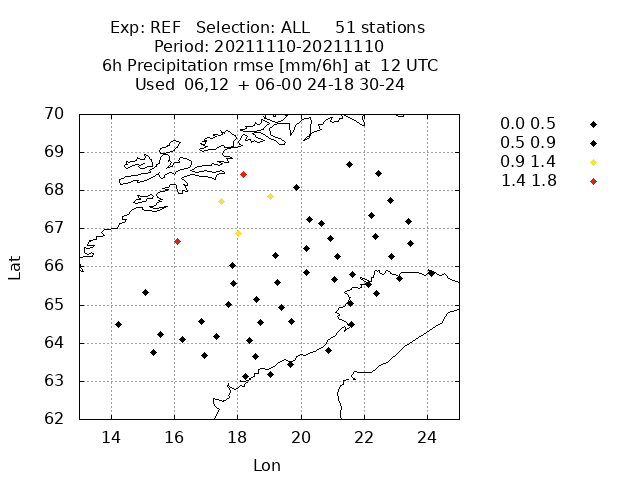 Exp: REF   Selection: ALL     51 stations
Period: 20211110-20211110
6h Precipitation rmse [mm/6h] at  12 UTC
Used  06,12  + 06-00 24-18 30-24
70
69
68
67
66
65
64
63
62
14 16 18 20 22 24
Lat
Lon
0.0 0.5
0.5 0.9
0.9 1.4
1.4 1.8